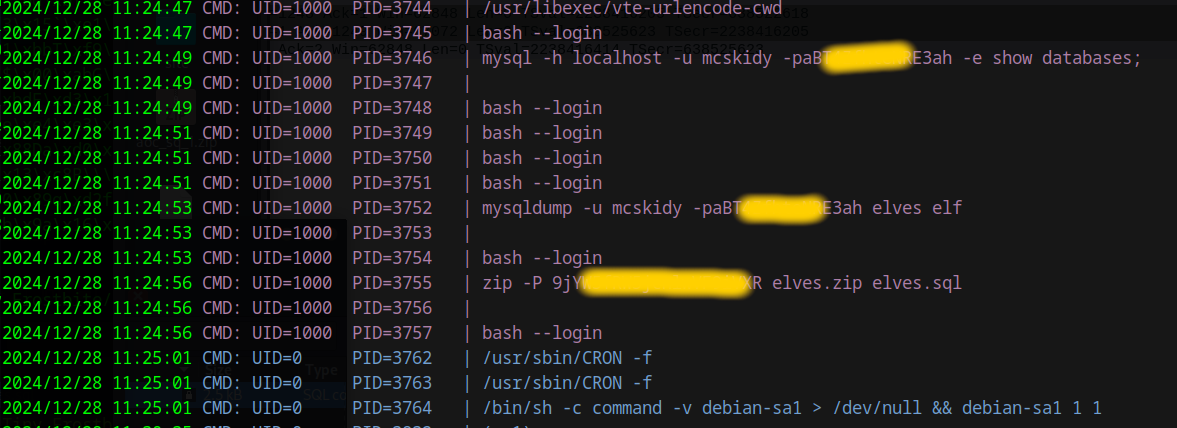 2024/12/28 11:24:47 CMD: UID=1000 PID=3744 | /usr/libexec/vte-urlencode-cwd
2024/12/28 11:24:47 CMD: UID=1000 PID=3745 | bash --login
2024/12/28 11:24:49 CMD: UID=1000 PID=3746 | mysql -h localhost -u mcskidy -paBT RE3ah -e show databases;
2024/12/28 11:24:49 CMD: UID=1000 PID=3747 |
2024/12/28 11:24:49 CMD: UID=1000 PID=3748 | bash --login
2024/12/28 11:24:51 CMD: UID=1000 PID=3749 | bash --login
2024/12/28 11:24:51 CMD: UID=1000 PID=3750 | bash --login
2024/12/28 11:24:51 CMD: UID=1000 PID=3751 | bash --login
2024/12/28 11:24:53 CMD: UID=1000 PID=3752 | mysqldump -u mcskidy -paBT E3ah elves elf
2024/12/28 11:24:53 CMD: UID=1000 PID=3753 |
2024/12/28 11:24:53 CMD: UID=1000 PID=3754 | bash --login
2024/12/28 11:24:56 CMD: UID=1000 PID=3755 | zip -P 9jY XR elves.zip elves.sql
2024/12/28 11:24:56 CMD: UID=1000 PID=3756 |
2024/12/28 11:24:56 CMD: UID=1000 PID=3757 | bash --login
2024/12/28 11:25:01 CMD: UID=0 PID=3762 | /usr/sbin/CRON -f
2024/12/28 11:25:01 CMD: UID=0 PID=3763 | /usr/sbin/CRON -f
2024/12/28 11:25:01 CMD: UID=0 PID=3764 | /bin/sh -c command -v debian-sa1 > /dev/null && debian-sa1 1 1